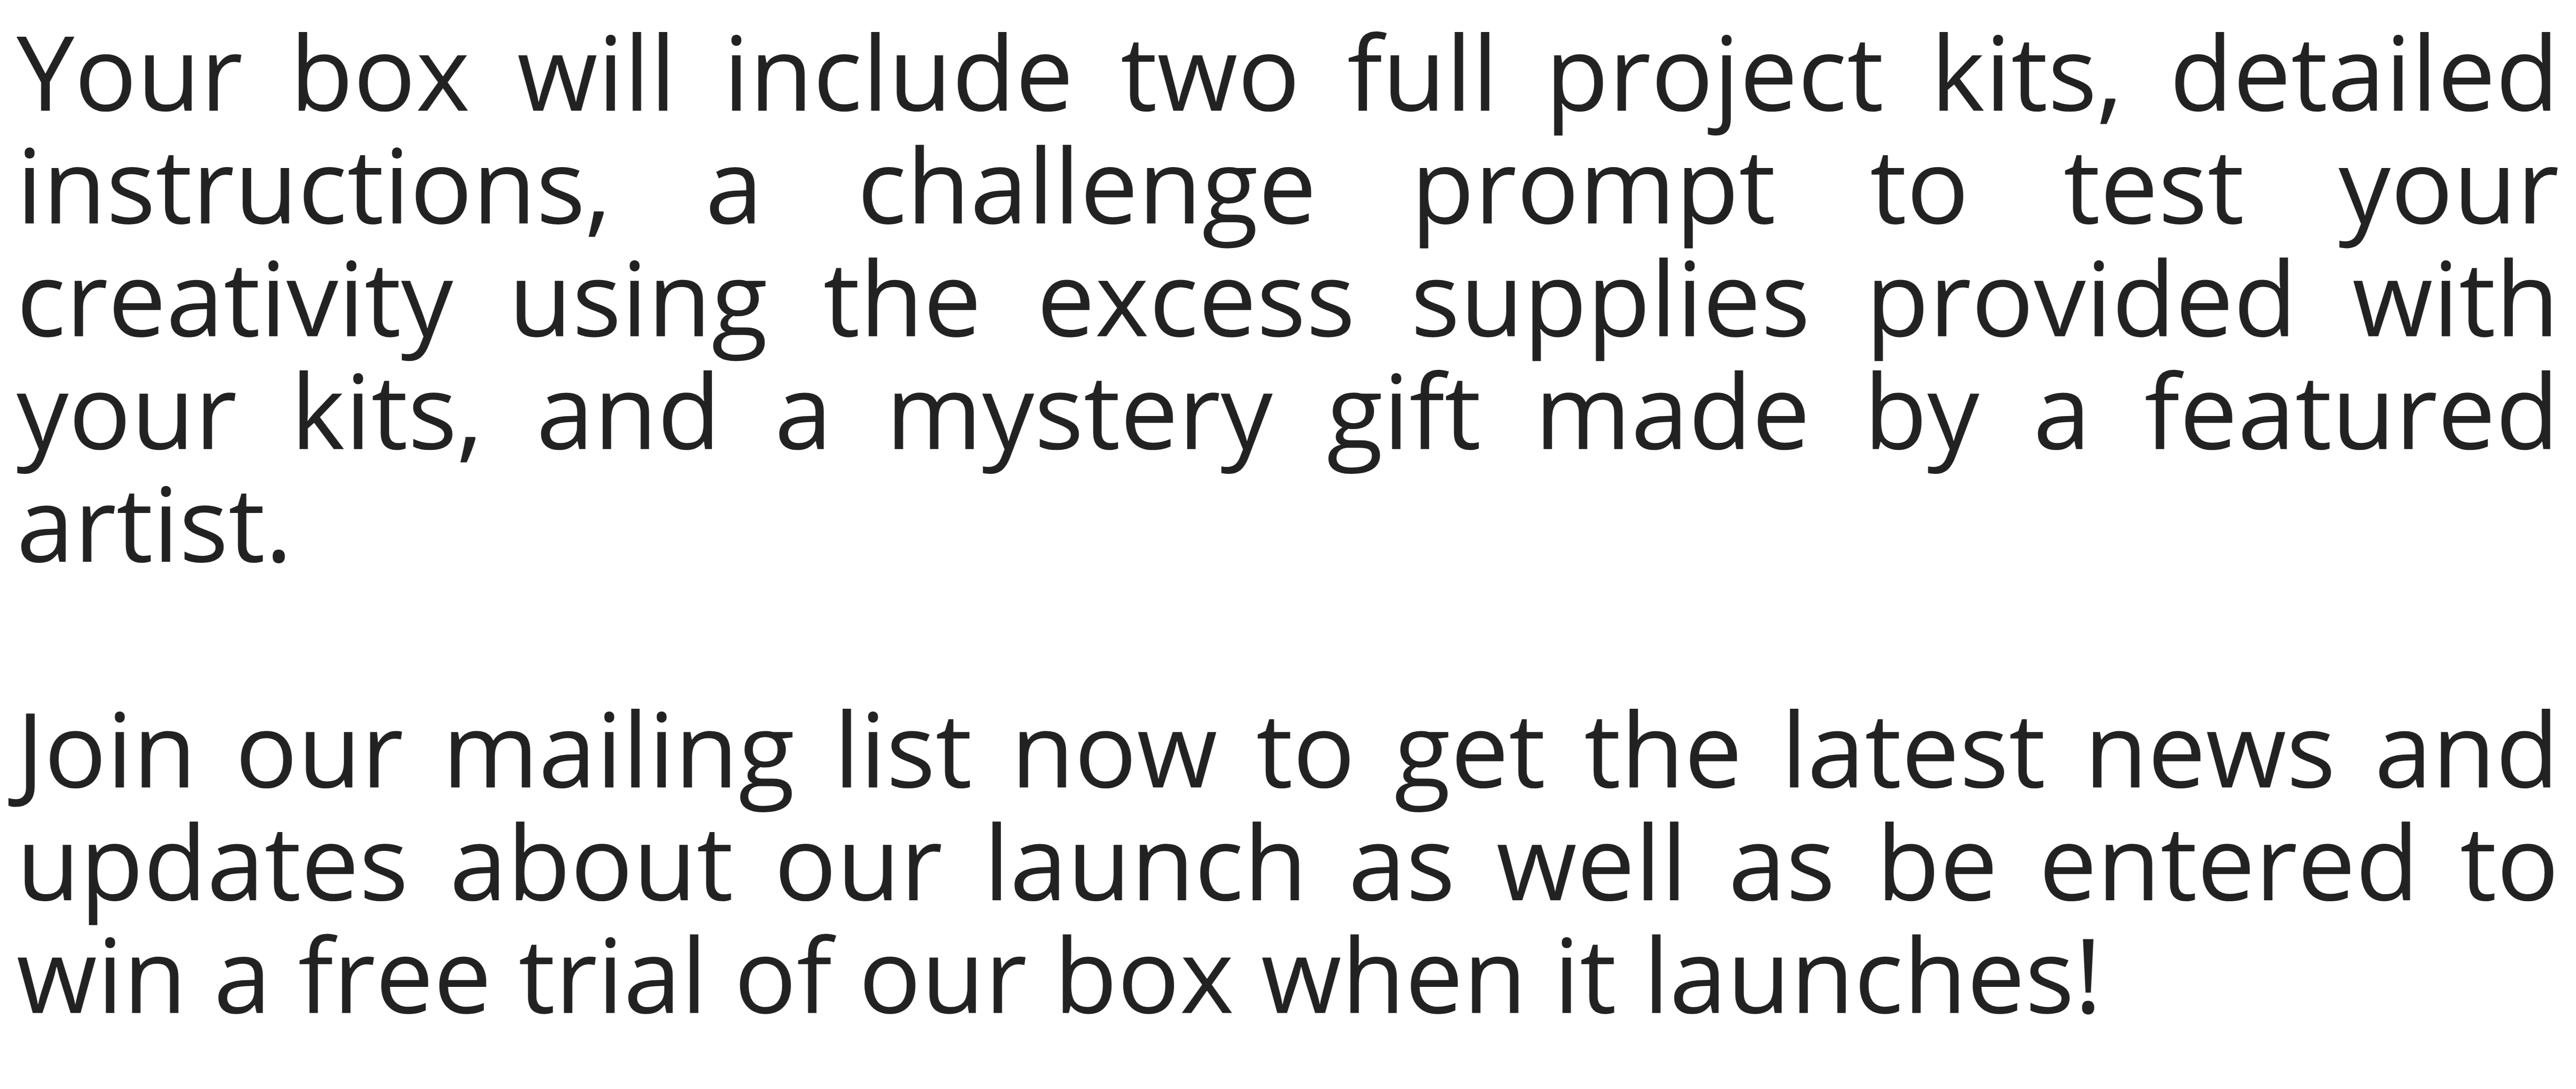 Your box will include two full project kits, detailed
instructions, a challenge prompt to test your
creativity using the excess supplies provided with
your kits, and a mystery gift made by a featured
artist.
Join our mailing list now to get the latest news and
updates about our launch as well as be entered to
win a free trial of our box when it launches!